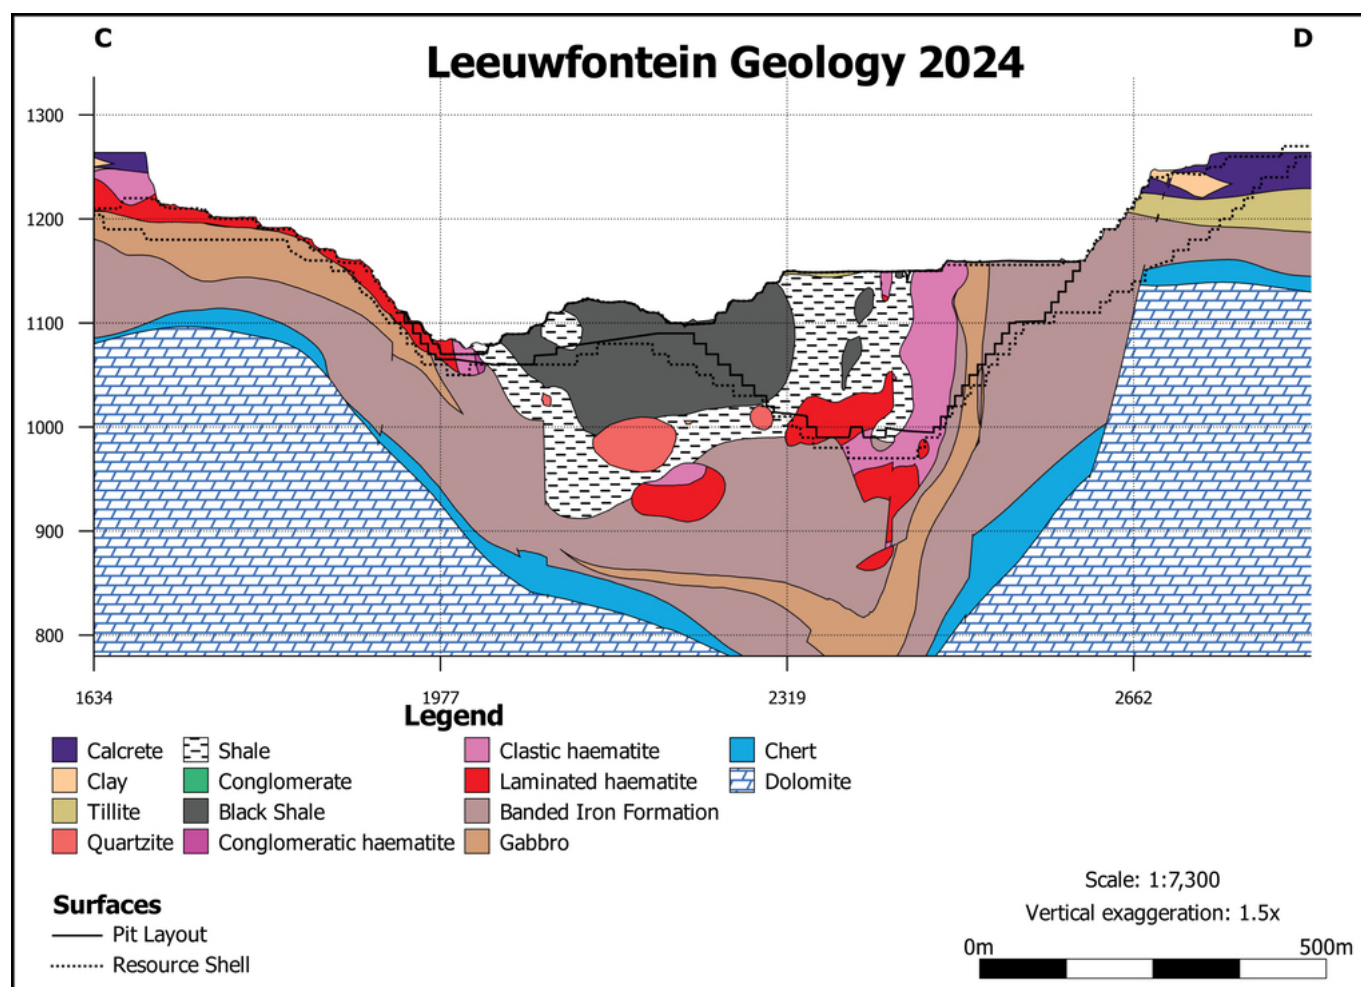 C
D
Leeuwfontein Geology 2024
1300
1200
1100
1000
900
800
1634
1977
2319
2662
Legend
Calcrete
Shale
Clastic haematite
Chert
Clay
Conglomerate
Laminated haematite
Dolomite
Tillite
Black Shale
Banded Iron Formation
Quartzite
Conglomeratic haematite
Gabbro
Surfaces
Pit Layout
Resource Shell
Scale: 1:7,300
Vertical exaggeration: 1.5x
0m
500m